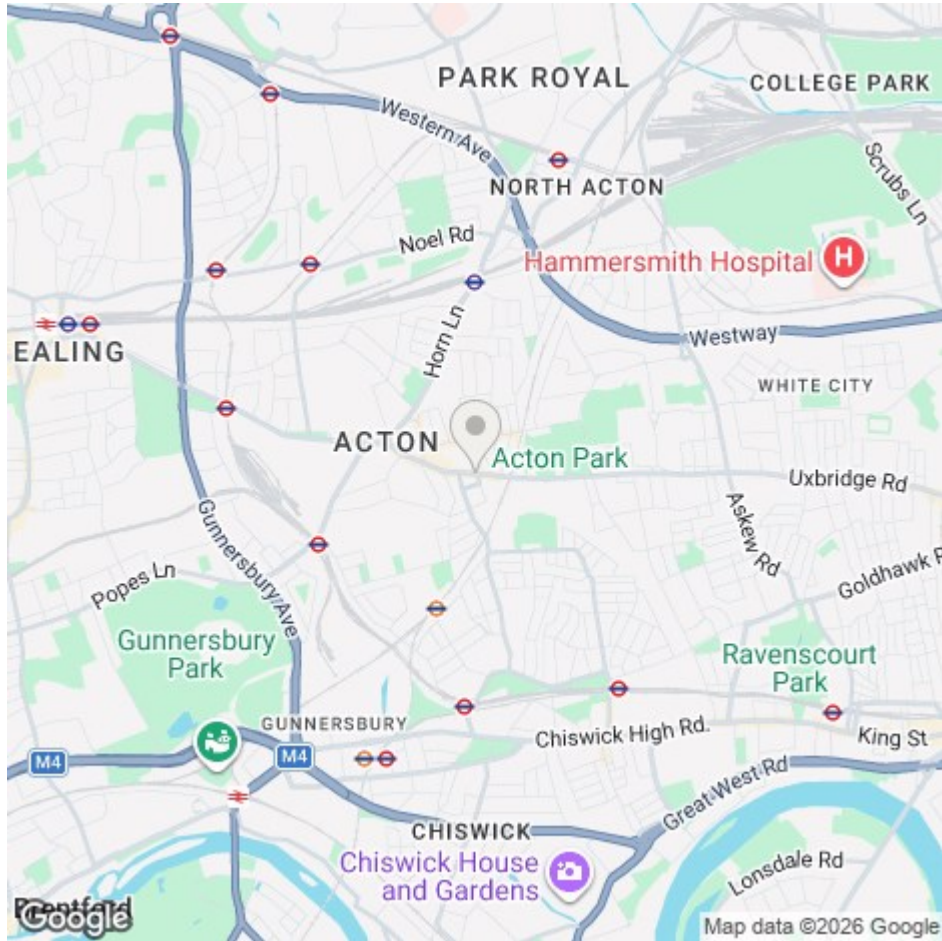 PARK ROYAL
COLLEGE PARK
Western Ave
Scrubs Ln
NORTH ACTON
Noel Rd
Hammersmith Hospital
H
Horn Ln
Westway
EALING
WHITE CITY
ACTON
Acton Park
Uxbridge Rd
Askew Rd
Gunnersbury Ave
Popes Ln
Goldhawk R
Gunnersbury
Park
Ravenscourt
Park
GUNNERSBURY
Chiswick High Rd.
King St
M4
M4
Great West Rd
CHISWICK
Chiswick House
and Gardens
Lonsdale Rd
Brentford
Google
Map data ©2026 Google